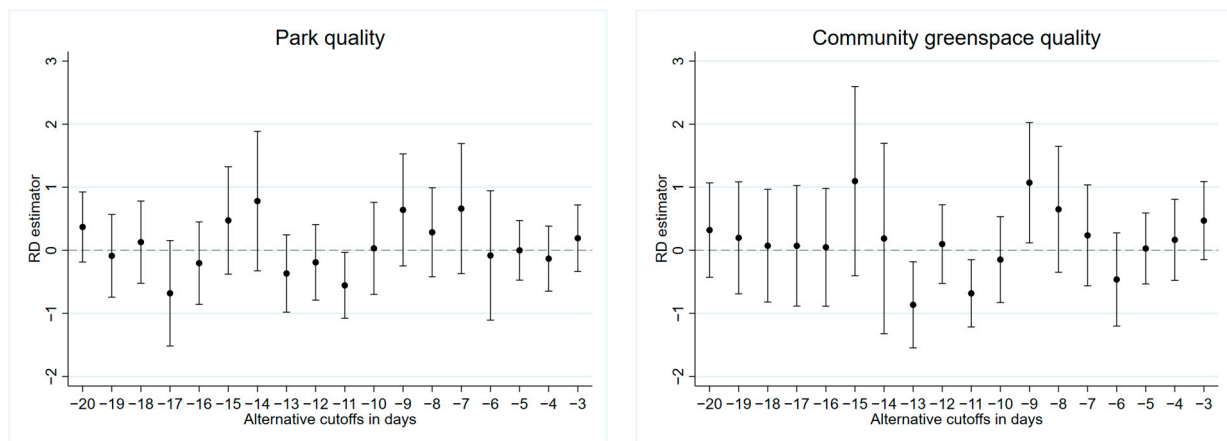 Park quality
3
2
1
0
−1
−2
RD estimator
−20 −19 −18 −17 −16 −15 −14 −13 −12 −11 −10 −9 −8 −7 −6 −5 −4 −3
Alternative cutoffs in days
Community greenspace quality
3
2
1
0
−1
−2
RD estimator
−20 −19 −18 −17 −16 −15 −14 −13 −12 −11 −10 −9 −8 −7 −6 −5 −4 −3
Alternative cutoffs in days